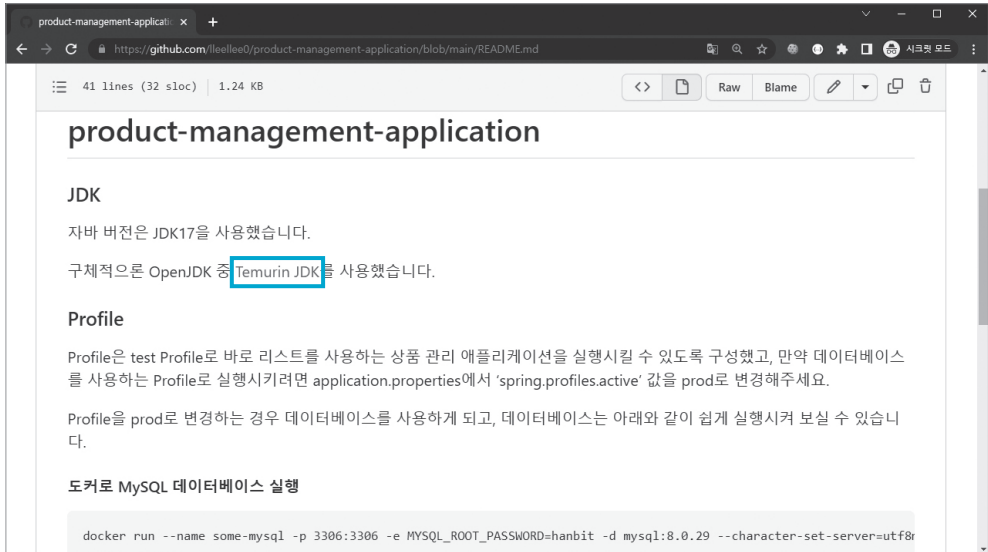 product-management-applicatio
https://github.com/lleellee0/product-management-application/blob/main/README.md
시크릿 모드
41 lines (32 sloc) 1.24 KB
Raw
Blame
product-management-application
JDK
자바 버전은 JDK17을 사용했습니다.
구체적으론 OpenJDK 중 Temurin JDK를 사용했습니다.
Profile
Profile은 test Profile로 바로 리스트를 사용하는 상품 관리 애플리케이션을 실행시킬 수 있도록 구성했고, 만약 데이터베이스
를 사용하는 Profile로 실행시키려면 application.properties에서 ‘spring.profiles.active’ 값을 prod로 변경해주세요.
Profile을 prod로 변경하는 경우 데이터베이스를 사용하게 되고, 데이터베이스는 아래와 같이 쉽게 실행시켜 보실 수 있습니
다.
도커로 MySQL 데이터베이스 실행
docker run --name some-mysql -p 3306:3306 -e MYSQL_ROOT_PASSWORD=hanbit -d mysql:8.0.29 --character-set-server=utf8m